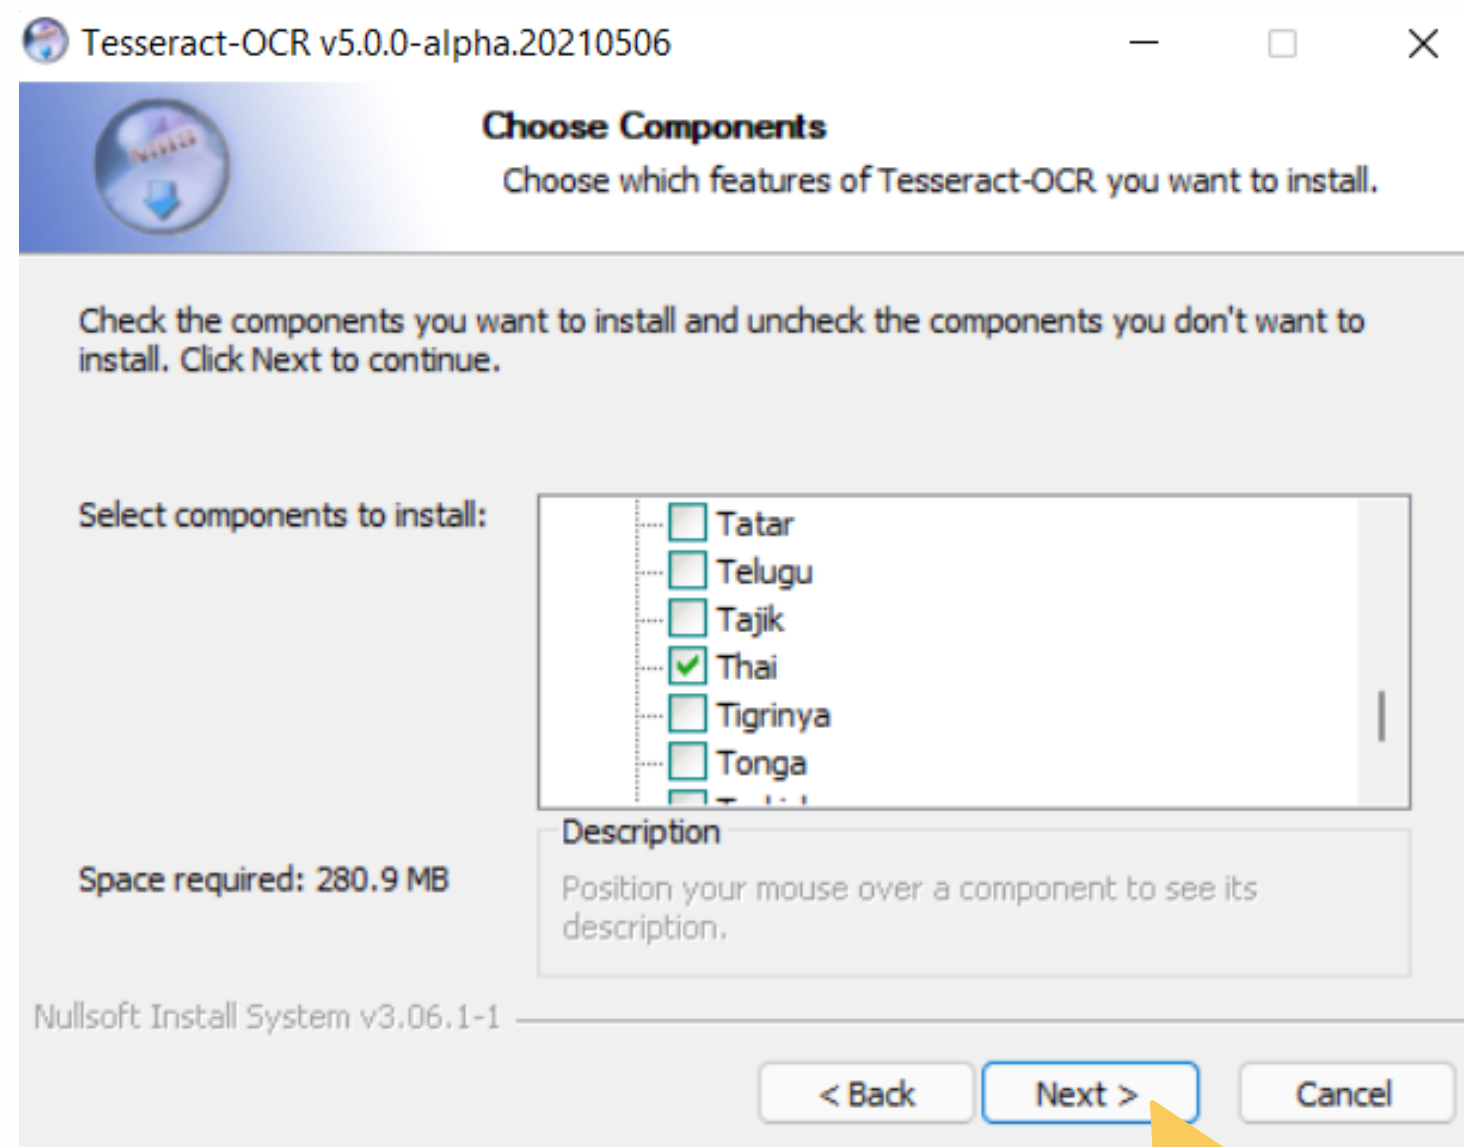 Tesseract-OCR v5.0.0-alpha.20210506
Choose Components
Choose which features of Tesseract-OCR you want to install.
Check the components you want to install and uncheck the components you don't want to
install. Click Next to continue.
Select components to install:
Tatar
Telugu
Tajik
Thai
Tigrinya
Tonga
Space required: 280.9 MB
Description
Position your mouse over a component to see its
description.
Nullsoft Install System v3.06.1-1
< Back
Next >
Cancel